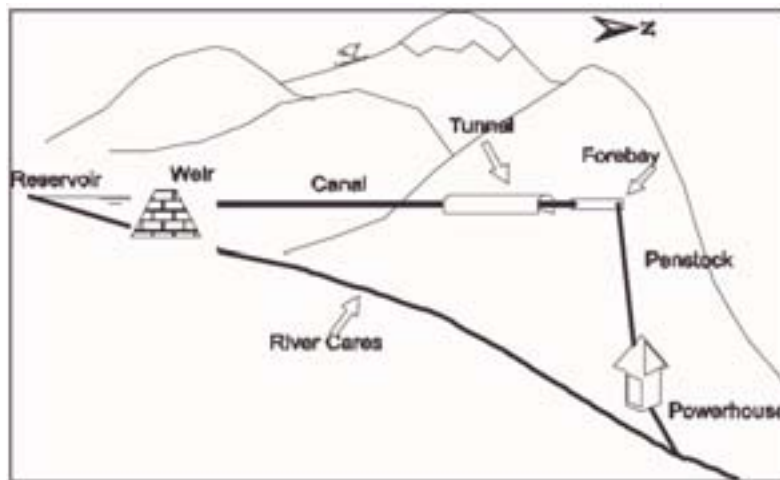 N
Tunnel
Forebay
Reservoir
Weir
Canal
Penstock
River Cares
Powerhouse